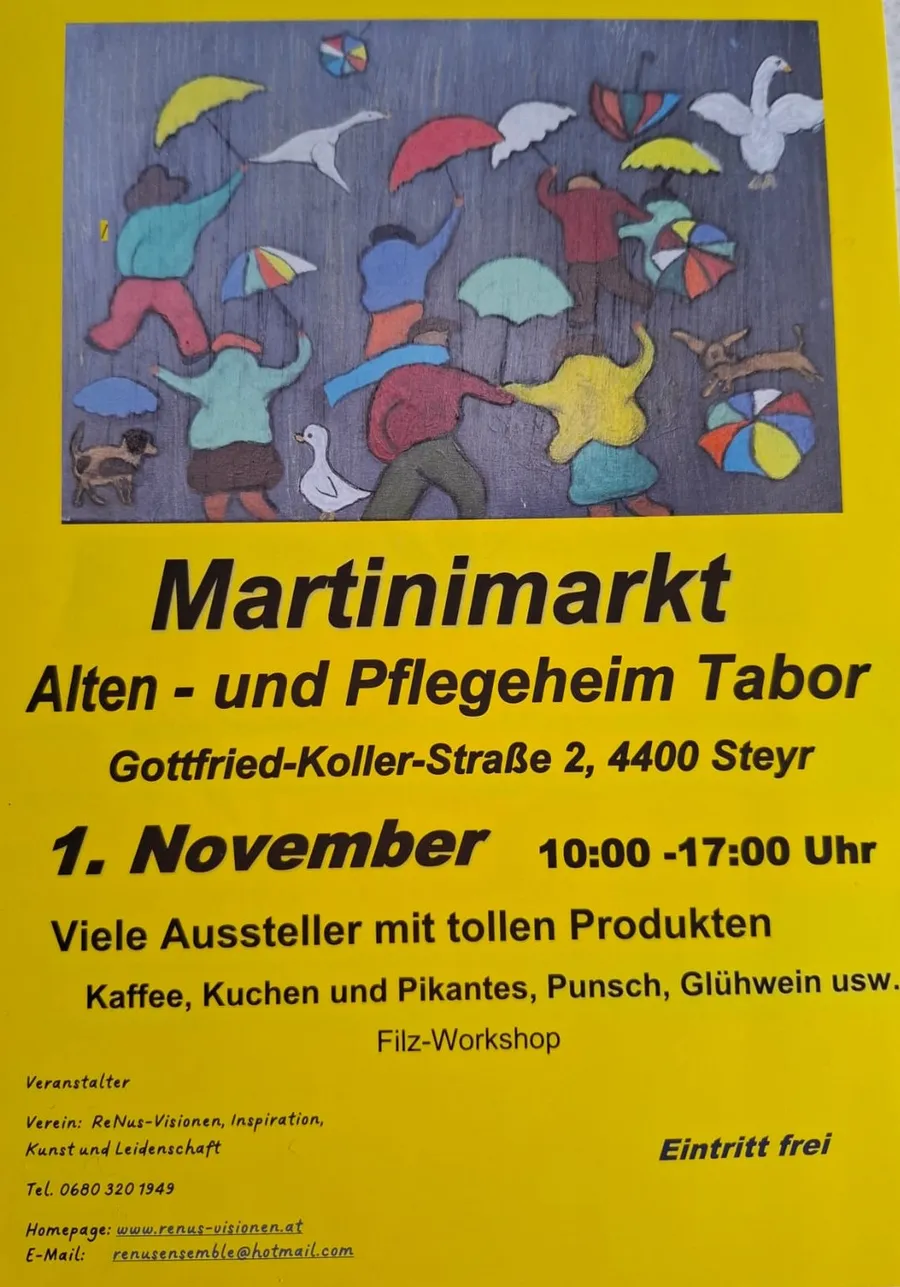 Martinimarkt
Alten - und Pflegeheim Tabor
Gottfried-Koller-Straße 2, 4400 Steyr
1. November 10:00 -17:00 Uhr
Viele Aussteller mit tollen Produkten
Kaffee, Kuchen und Pikantes, Punsch, Glühwein usw.
Filz-Workshop
Veranstalter
Verein: ReNus-Visionen, Inspiration,
Kunst und Leidenschaft
Eintritt frei
Tel. 0680 320 1949
Homepage: www.renus-visionen.at
E-Mail: renusensemble@hotmail.com